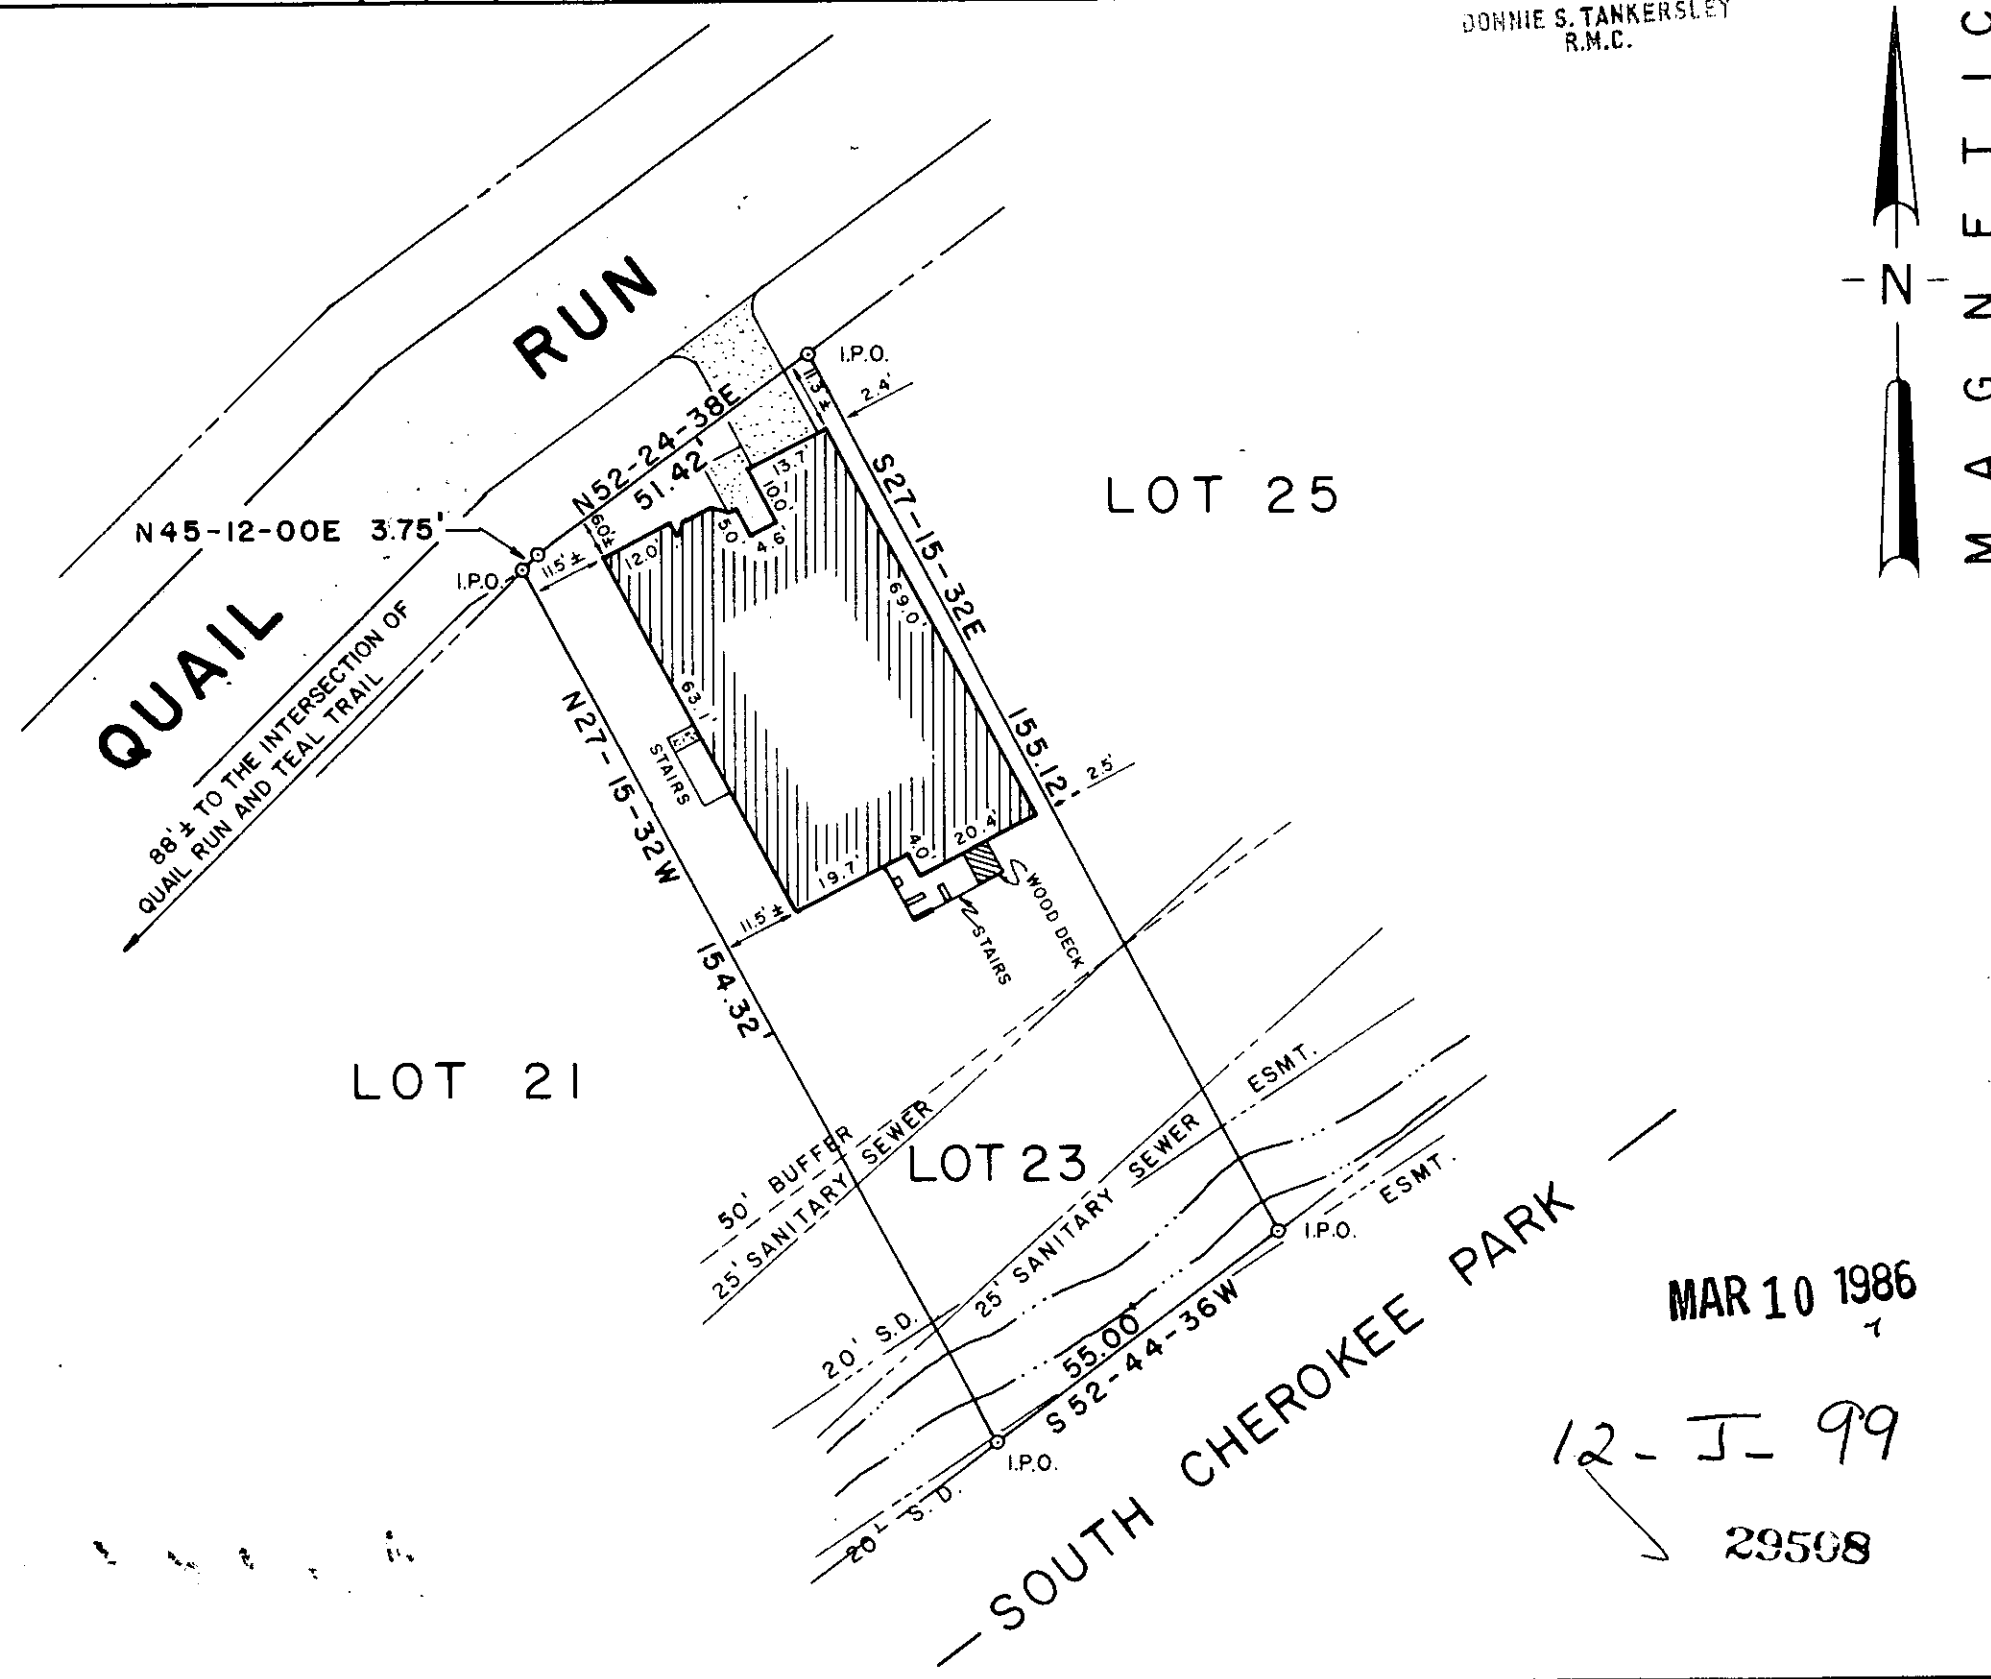 DONNIE S. TANKERSLEY
R.M.C.
MAGNETIC
-N-
QUAIL RUN
I.P.O.
11.3'±
2.4'
N52-24-38E
51.42'
N45-12-00E 3.75'
I.P.O.
6.0'±
11.5'±
12.0'
5.0'
4.6'
10.0'
13.7'
S27-15-32E
155.12'
69.0'
LOT 25
88'± TO THE INTERSECTION OF
QUAIL RUN AND TEAL TRAIL
63.1'
STAIRS
N27-15-32W
154.32'
2.5'
19.7'
4.0'
20.4'
WOOD DECK
STAIRS
11.5'±
LOT 21
LOT 23
50' BUFFER
25' SANITARY SEWER
25' SANITARY SEWER ESMT.
20' S.D. ESMT.
20' S.D.
I.P.O.
55.00'
S52-44-36W
I.P.O.
SOUTH CHEROKEE PARK
MAR 10 1986
12-I-99
29508